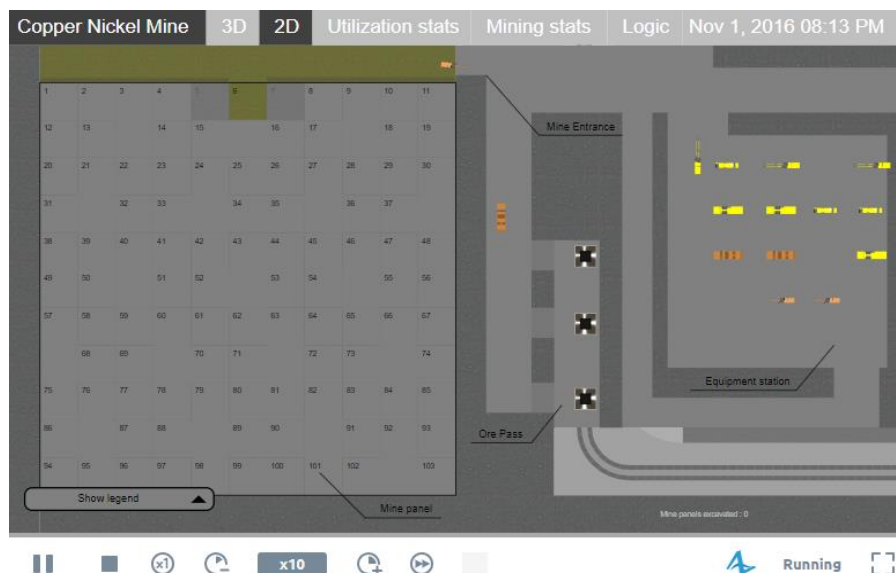 Copper Nickel Mine 3D 2D Utilization stats Mining stats Logic Nov 1, 2016 08:13 PM
1 2 3 4 5 6 7 8 9 10 11
12 13 14 15 16 17 18 19
Mine Entrance
20 21 22 23 24 25 26 27 28 29 30
31 32 33 34 35 36 37
38 39 40 41 42 43 44 45 46 47 48
49 50 51 52 53 54 55 56
57 58 59 60 61 62 63 64 65 66 67
68 69 70 71 72 73 74
Equipment station
75 76 77 78 79 80 81 82 83 84 85
86 87 88 89 90 91 92 93
Ore Pass
94 95 96 97 98 99 100 101 102 103
Show legend
Mine panel
Mine panels excavated : 0
x1 x10 Running